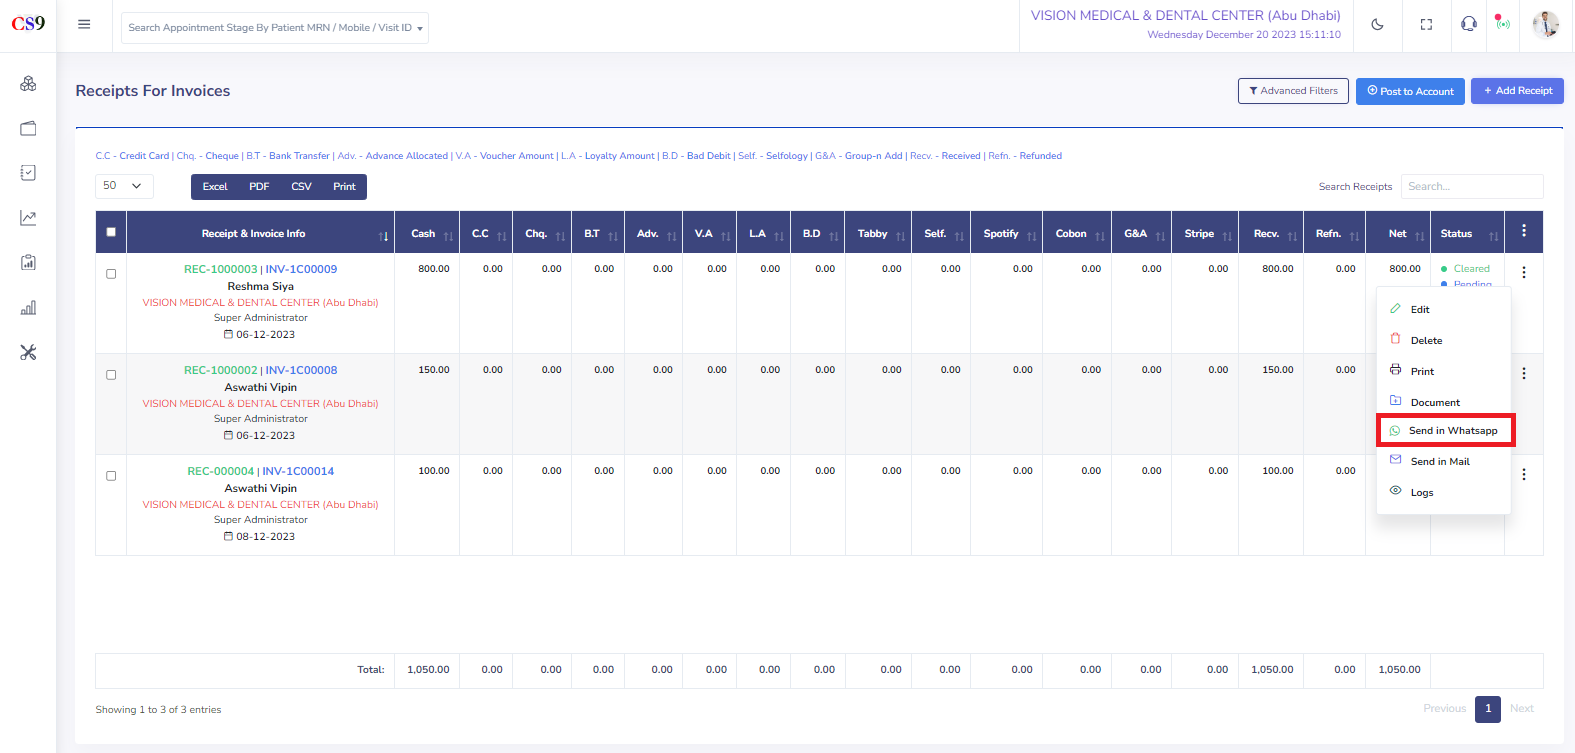 CS9
Search Appointment Stage By Patient MRN / Mobile / Visit ID
VISION MEDICAL & DENTAL CENTER (Abu Dhabi)
Wednesday December 20 2023 15:11:10
Receipts For Invoices
Advanced Filters
Post to Account
+ Add Receipt
C.C - Credit Card | Chq. - Cheque | B.T - Bank Transfer | Adv. - Advance Allocated | V.A - Voucher Amount | L.A - Loyalty Amount | B.D - Bad Debit | Self. - Selfology | G&A - Group-n Add | Recv. - Received | Refn. - Refunded
50
Excel PDF CSV Print
Search Receipts
Search...
Receipt & Invoice Info Cash C.C Chq. B.T Adv. V.A L.A B.D Tabby Self. Spotify Cobon G&A Stripe Recv. Refn. Net Status
REC-1000003 | INV-1C00009 800.00 0.00 0.00 0.00 0.00 0.00 0.00 0.00 0.00 0.00 0.00 0.00 0.00 0.00 800.00 0.00 800.00 Cleared
Pending
Reshma Siya
VISION MEDICAL & DENTAL CENTER (Abu Dhabi)
Super Administrator
06-12-2023
REC-1000002 | INV-1C00008 150.00 0.00 0.00 0.00 0.00 0.00 0.00 0.00 0.00 0.00 0.00 0.00 0.00 0.00 150.00 0.00
Aswathi Vipin
VISION MEDICAL & DENTAL CENTER (Abu Dhabi)
Super Administrator
06-12-2023
REC-000004 | INV-1C00014 100.00 0.00 0.00 0.00 0.00 0.00 0.00 0.00 0.00 0.00 0.00 0.00 0.00 0.00 100.00 0.00
Aswathi Vipin
VISION MEDICAL & DENTAL CENTER (Abu Dhabi)
Super Administrator
08-12-2023
Edit
Delete
Print
Document
Send in Whatsapp
Send in Mail
Logs
Total: 1,050.00 0.00 0.00 0.00 0.00 0.00 0.00 0.00 0.00 0.00 0.00 0.00 0.00 0.00 1,050.00 0.00 1,050.00
Showing 1 to 3 of 3 entries
Previous 1 Next